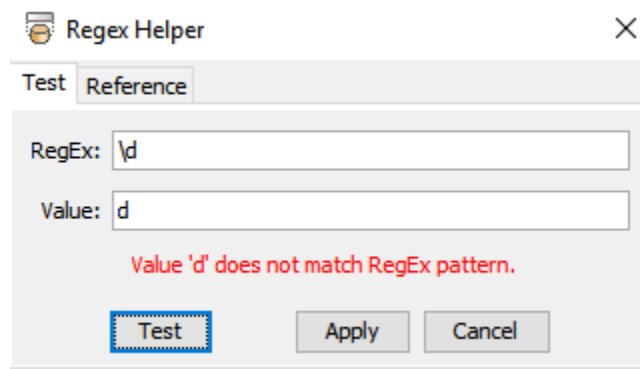 Regex Helper
Test Reference
RegEx: \d
Value: d
Value 'd' does not match RegEx pattern.
Test Apply Cancel